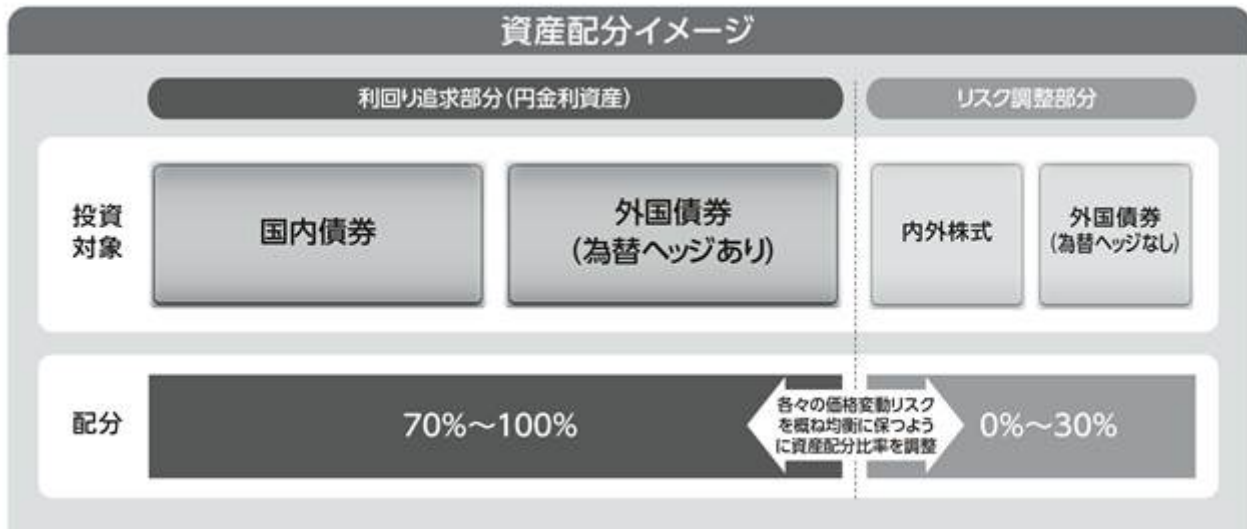 資産配分イメージ
利回り追求部分(円金利資産)
リスク調整部分
投資
対象
国内債券
外国債券
(為替ヘッジあり)
内外株式
外国債券
(為替ヘッジなし)
配分
70%～100%
各々の価格変動リスク
を概ね均衡に保つよう
に資産配分比率を調整
0%～30%